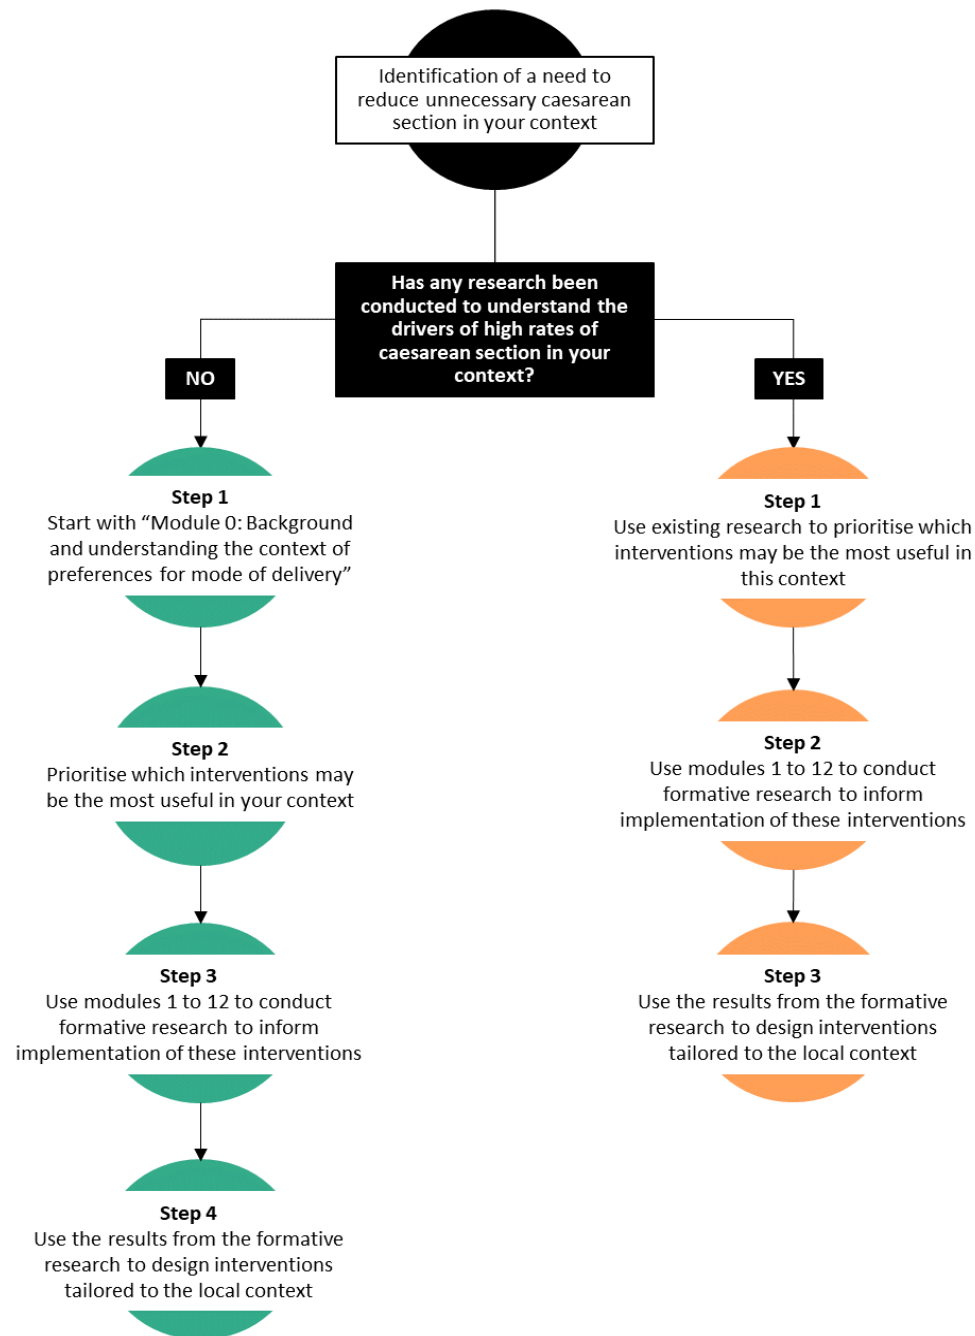 Identification of a need to
reduce unnecessary caesarean
section in your context
Has any research been
conducted to understand the
drivers of high rates of
caesarean section in your
context?
NO
YES
Step 1
Start with “Module 0: Background
and understanding the context of
preferences for mode of delivery”
Step 2
Prioritise which interventions may
be the most useful in your context
Step 3
Use modules 1 to 12 to conduct
formative research to inform
implementation of these interventions
Step 4
Use the results from the formative
research to design interventions
tailored to the local context
Step 1
Use existing research to prioritise which
interventions may be the most useful in
this context
Step 2
Use modules 1 to 12 to conduct
formative research to inform
implementation of these interventions
Step 3
Use the results from the formative
research to design interventions
tailored to the local context